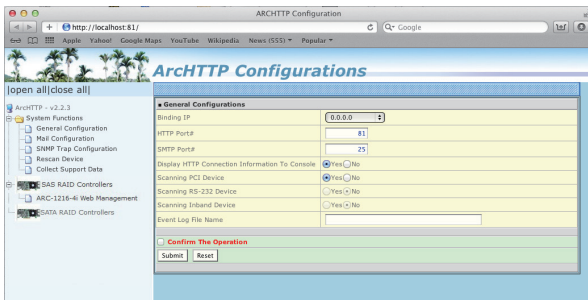 ARCHTTP Configuration
http://localhost:81/
Google
Apple Yahoo! Google Maps YouTube Wikipedia News (555) Popular
ArcHTTP Configurations
|open all|close all|
ArcHTTP - v2.2.3
System Functions
General Configuration
Mail Configuration
SNMP Trap Configuration
Rescan Device
Collect Support Data
SAS RAID Controllers
ARC-1216-4i Web Management
SATA RAID Controllers
General Configurations
Binding IP 0.0.0.0
HTTP Port# 81
SMTP Port# 25
Display HTTP Connection Information To Console Yes No
Scanning PCI Device Yes No
Scanning RS-232 Device Yes No
Scanning Inband Device Yes No
Event Log File Name
Confirm The Operation
Submit Reset